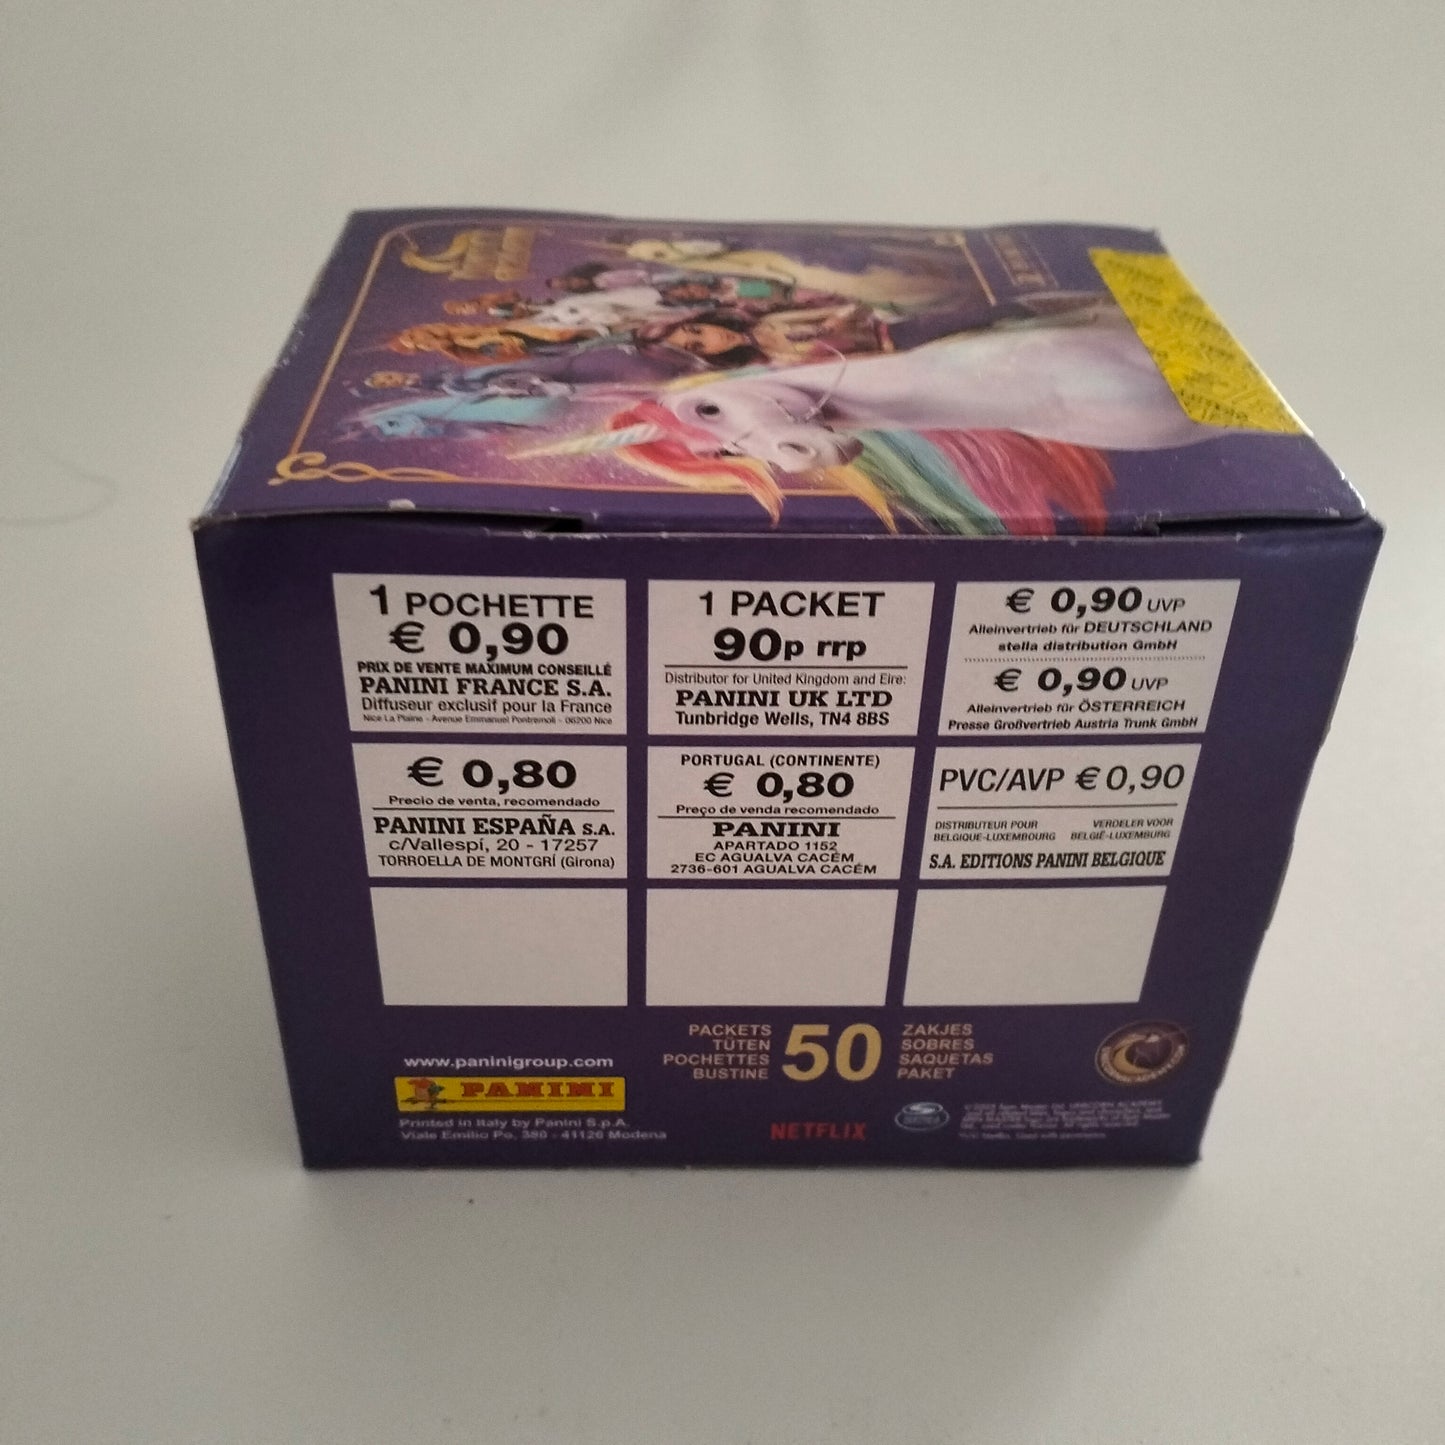 1 POCHETTE
€ 0,90
PRIX DE VENTE MAXIMUM CONSEILLÉ
PANINI FRANCE S.A.
Diffuseur exclusif pour la France
Nice La Plaine - Avenue Emmanuel Pontremoli - 06200 Nice
1 PACKET
90p rrp
Distributor for United Kingdom and Eire:
PANINI UK LTD
Tunbridge Wells, TN4 8BS
€ 0,90 UVP
Alleinvertrieb für DEUTSCHLAND
stella distribution GmbH
€ 0,90 UVP
Alleinvertrieb für ÖSTERREICH
Presse Großvertrieb Austria Trunk GmbH
€ 0,80
Precio de venta, recomendado
PANINI ESPAÑA S.A.
c/Vallespí, 20 - 17257
TORROELLA DE MONTGRÍ (Girona)
PORTUGAL (CONTINENTE)
€ 0,80
Preço de venda recomendado
PANINI
APARTADO 1152
EC AGUALVA CACÉM
2736-601 AGUALVA CACÉM
PVC/AVP € 0,90
DISTRIBUTEUR POUR
BELGIQUE-LUXEMBOURG
VERDELER VOOR
BELGIË-LUXEMBURG
S.A. EDITIONS PANINI BELGIQUE
www.paninigroup.com
PANINI
Printed in Italy by Panini S.p.A.
Viale Emilio Po, 380 - 41126 Modena
PACKETS
TÜTEN
POCHETTES
BUSTINE
50
ZAKJES
SOBRES
SAQUETAS
PAKET
NETFLIX